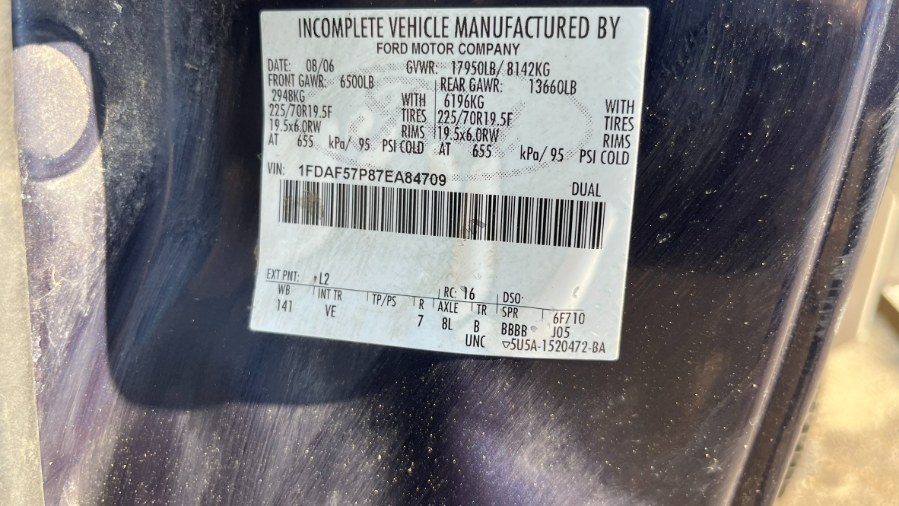 INCOMPLETE VEHICLE MANUFACTURED BY
FORD MOTOR COMPANY
DATE: 08/06 GVWR: 17950LB/ 8142KG
FRONT GAWR: 6500LB REAR GAWR: 13660LB
2948KG WITH 6196KG WITH
225/70R19.5F TIRES 225/70R19.5F TIRES
19.5x6.0RW RIMS 19.5x6.0RW RIMS
AT 655 kPa/ 95 PSI COLD AT 655 kPa/ 95 PSI COLD
VIN: 1FDAF57P87EA84709 DUAL
EXT PNT: *L2 RC: 16 DSO:
WB INT TR TP/PS R AXLE TR SPR 6F710
141 VE 7 8L B BBBB J05
UNC ▽5U5A-1520472-BA